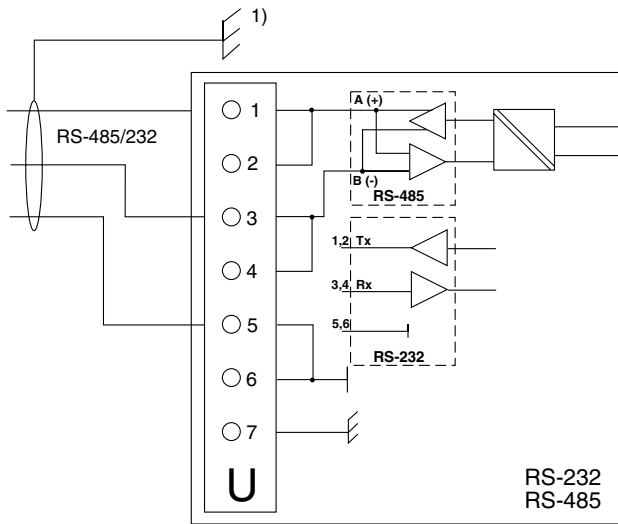 1)
RS-485/232
1
2
3
4
5
6
7
U
A (+)
B (-)
RS-485
1,2 Tx
3,4 Rx
5,6
RS-232
RS-232
RS-485